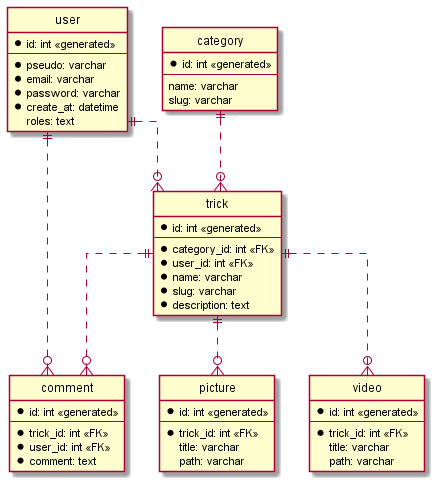 user
id: int «generated»
pseudo: varchar
email: varchar
password: varchar
create_at: datetime
roles: text
category
id: int «generated»
name: varchar
slug: varchar
trick
id: int «generated»
category_id: int «FK»
user_id: int «FK»
name: varchar
slug: varchar
description: text
comment
id: int «generated»
trick_id: int «FK»
user_id: int «FK»
comment: text
picture
id: int «generated»
trick_id: int «FK»
title: varchar
path: varchar
video
id: int «generated»
trick_id: int «FK»
title: varchar
path: varchar